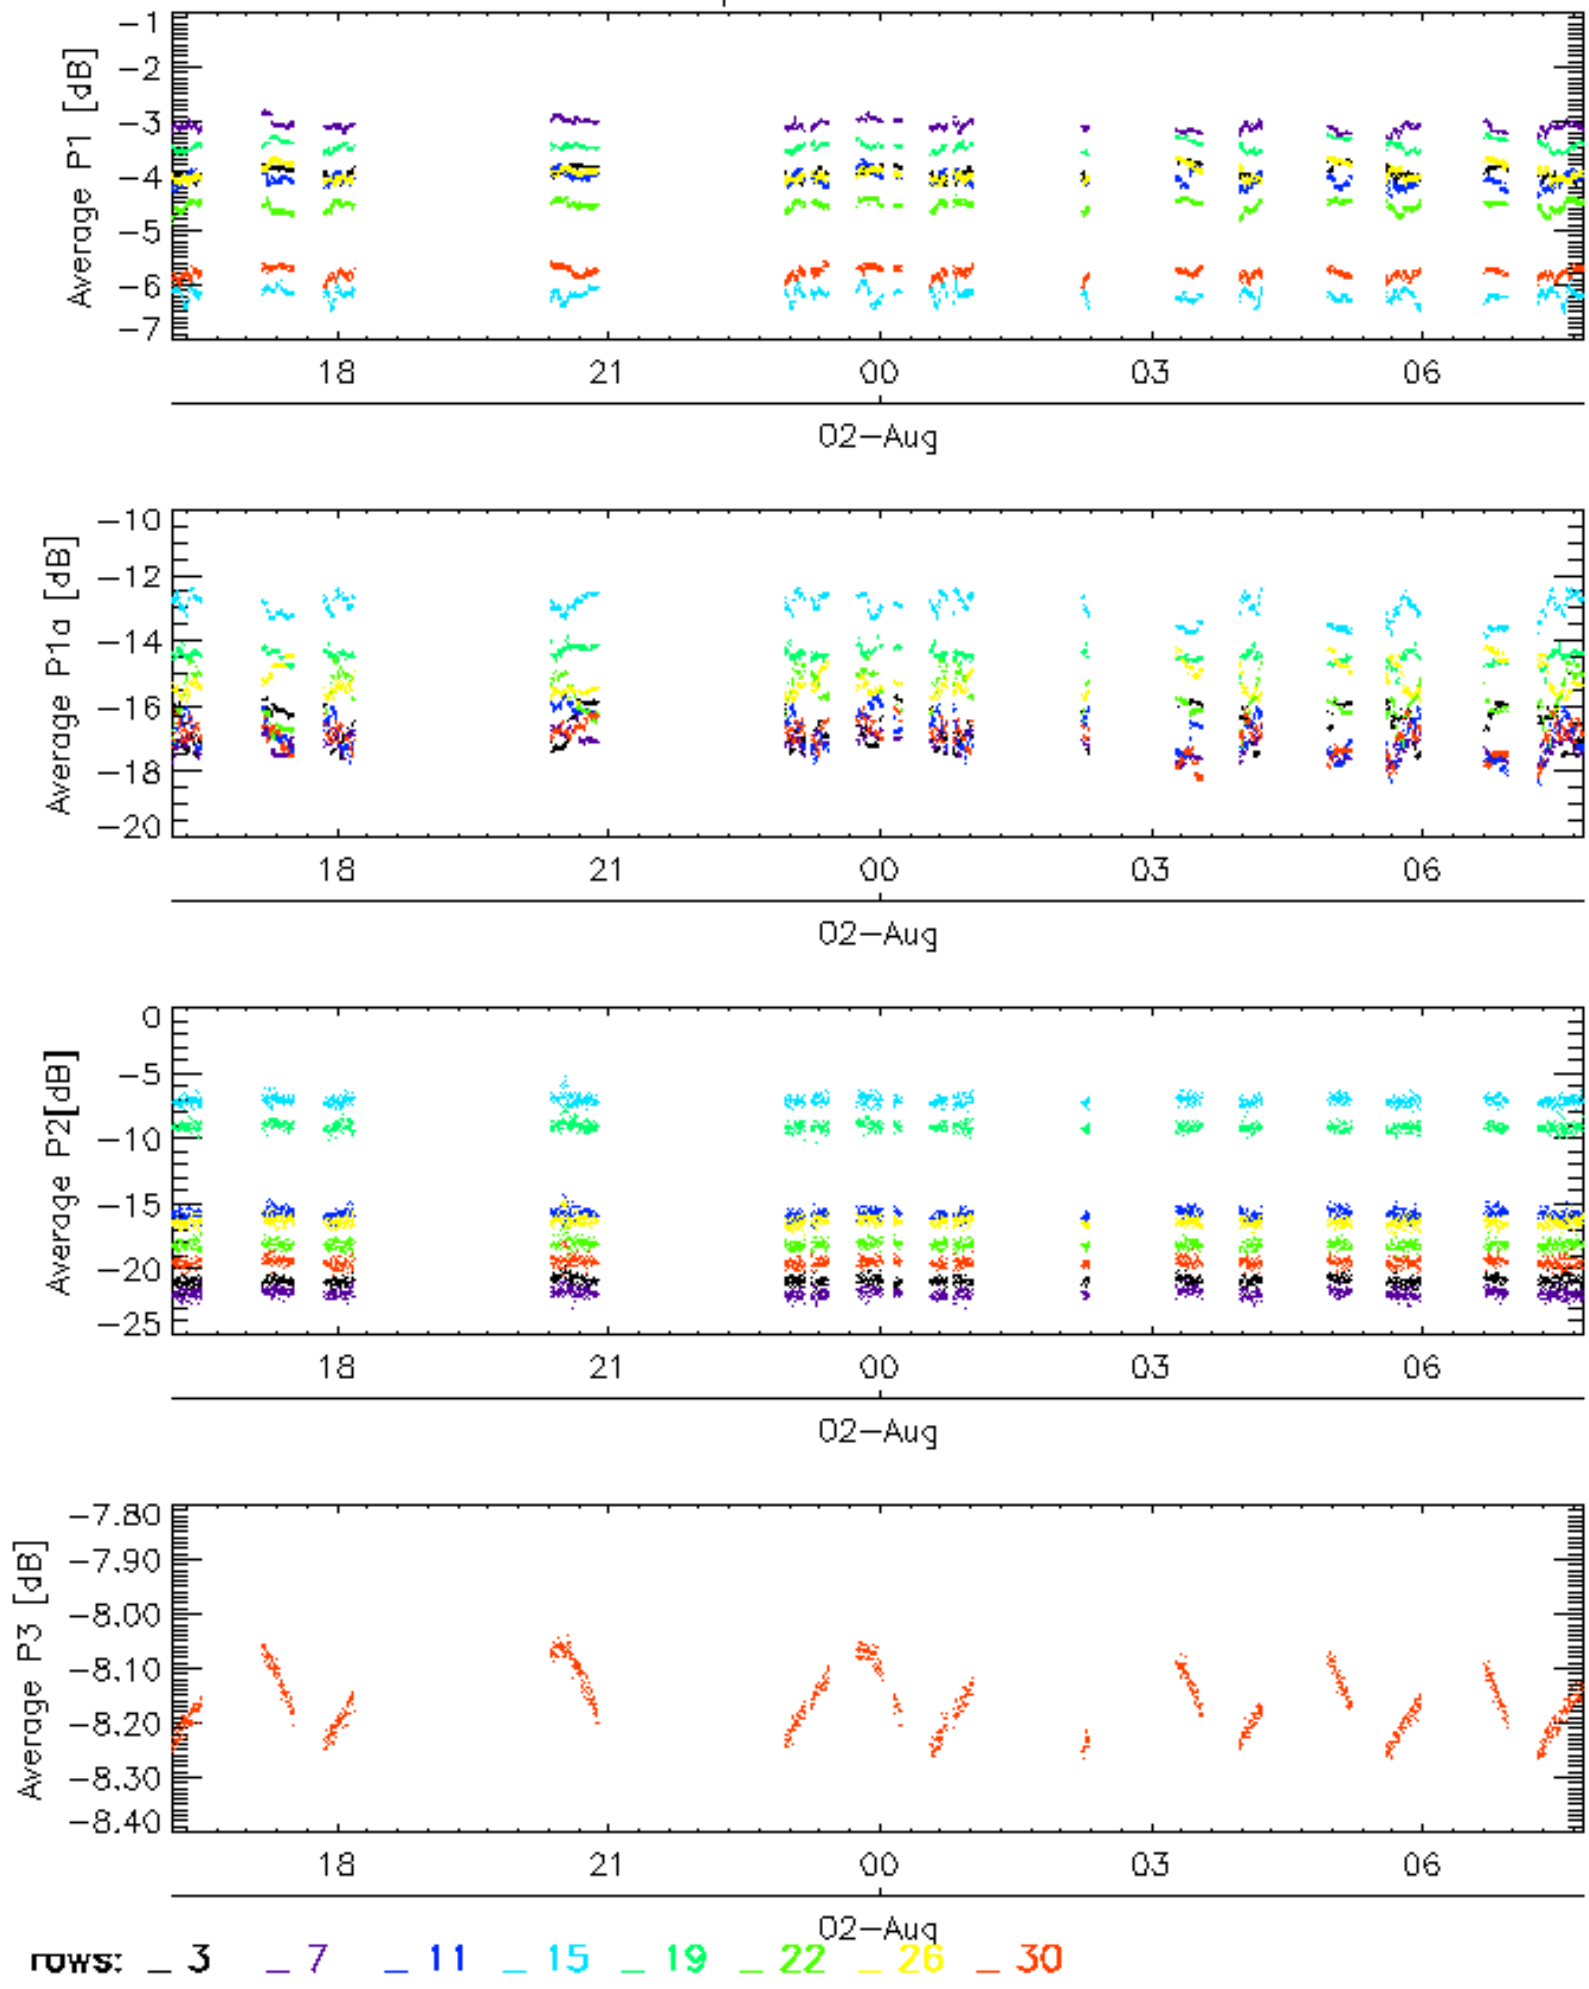 Average P1 [dB]
-1
-2
-3
-4
-5
-6
-7
18 21 00 03 06
02-Aug
Average P1a [dB]
-10
-12
-14
-16
-18
-20
18 21 00 03 06
02-Aug
Average P2[dB]
0
-5
-10
-15
-20
-25
18 21 00 03 06
02-Aug
Average P3 [dB]
-7.80
-7.90
-8.00
-8.10
-8.20
-8.30
-8.40
18 21 00 03 06
02-Aug
rows: _ 3 _ 7 _ 11 _ 15 _ 19 _ 22 _ 26 _ 30